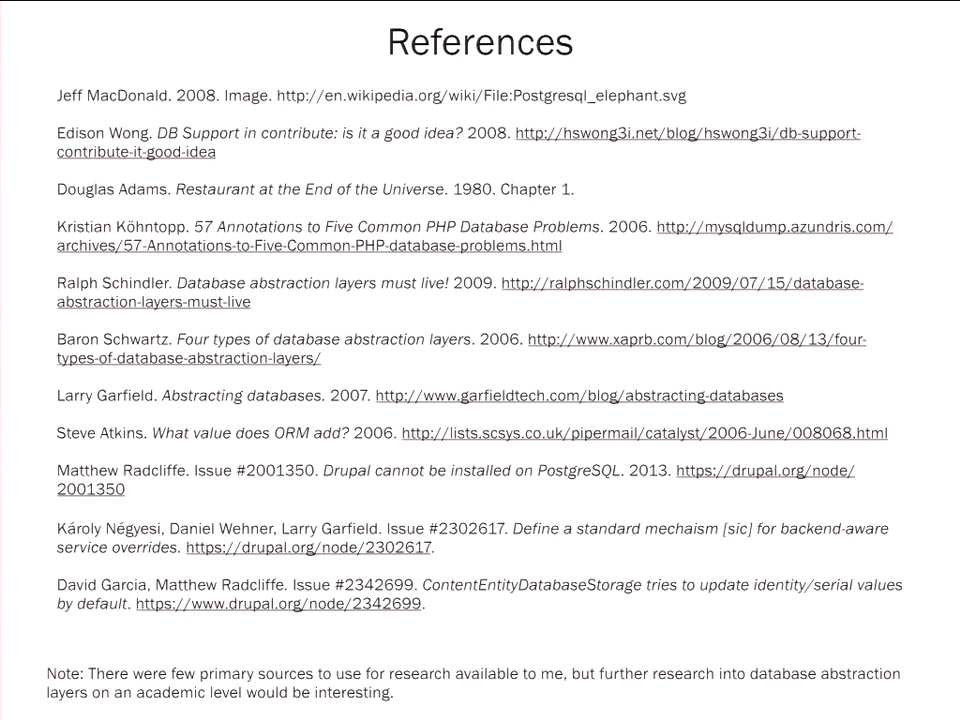 References
Jeff MacDonald. 2008. Image. http://en.wikipedia.org/wiki/File:Postgresql_elephant.svg
Edison Wong. DB Support in contribute: is it a good idea? 2008. http://hswong3i.net/blog/hswong3i/db-support-
contribute-it-good-idea
Douglas Adams. Restaurant at the End of the Universe. 1980. Chapter 1.
Kristian Köhntopp. 57 Annotations to Five Common PHP Database Problems. 2006. http://mysqldump.azundris.com/
archives/57-Annotations-to-Five-Common-PHP-database-problems.html
Ralph Schindler. Database abstraction layers must live! 2009. http://ralphschindler.com/2009/07/15/database-
abstraction-layers-must-live
Baron Schwartz. Four types of database abstraction layers. 2006. http://www.xaprb.com/blog/2006/08/13/four-
types-of-database-abstraction-layers/
Larry Garfield. Abstracting databases. 2007. http://www.garfieldtech.com/blog/abstracting-databases
Steve Atkins. What value does ORM add? 2006. http://lists.scsys.co.uk/pipermail/catalyst/2006-June/008068.html
Matthew Radcliffe. Issue #2001350. Drupal cannot be installed on PostgreSQL. 2013. https://drupal.org/node/
2001350
Károly Négyesi, Daniel Wehner, Larry Garfield. Issue #2302617. Define a standard mechaism [sic] for backend-aware
service overrides. https://drupal.org/node/2302617.
David Garcia, Matthew Radcliffe. Issue #2342699. ContentEntityDatabaseStorage tries to update identity/serial values
by default. https://www.drupal.org/node/2342699.
Note: There were few primary sources to use for research available to me, but further research into database abstraction
layers on an academic level would be interesting.